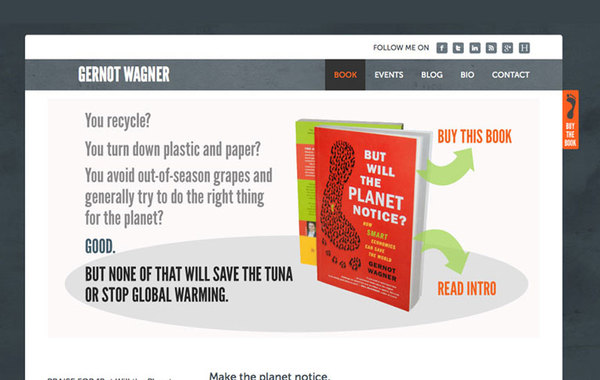 FOLLOW ME ON
GERNOT WAGNER
BOOK EVENTS BLOG BIO CONTACT
You recycle?
You turn down plastic and paper?
You avoid out-of-season grapes and
generally try to do the right thing
for the planet?
GOOD.
BUT NONE OF THAT WILL SAVE THE TUNA
OR STOP GLOBAL WARMING.
BUT
WILL
THE
PLANET
NOTICE?
HOW
SMART
ECONOMICS
CAN SAVE
THE WORLD
GERNOT
WAGNER
BUY THIS BOOK
READ INTRO
BUY
THE
BOOK
Make the planet notice.